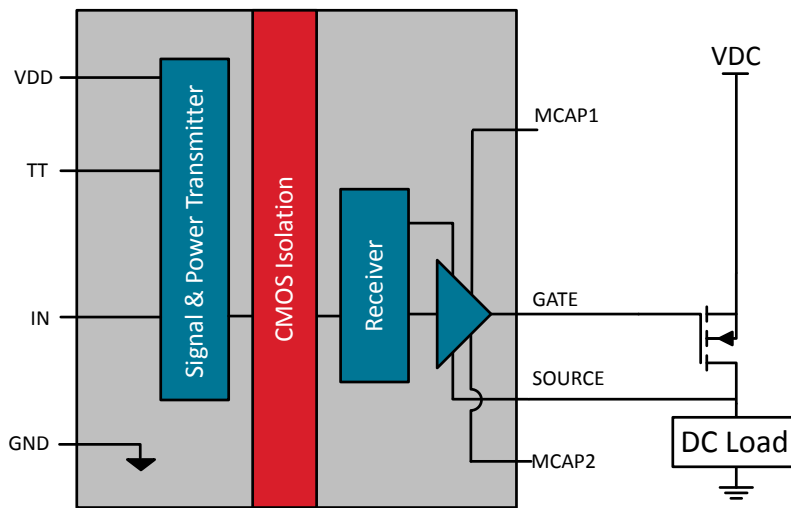 VDC
VDD
MCAP1
TT
Signal & Power Transmitter
CMOS Isolation
Receiver
IN
GATE
SOURCE
GND
DC Load
MCAP2